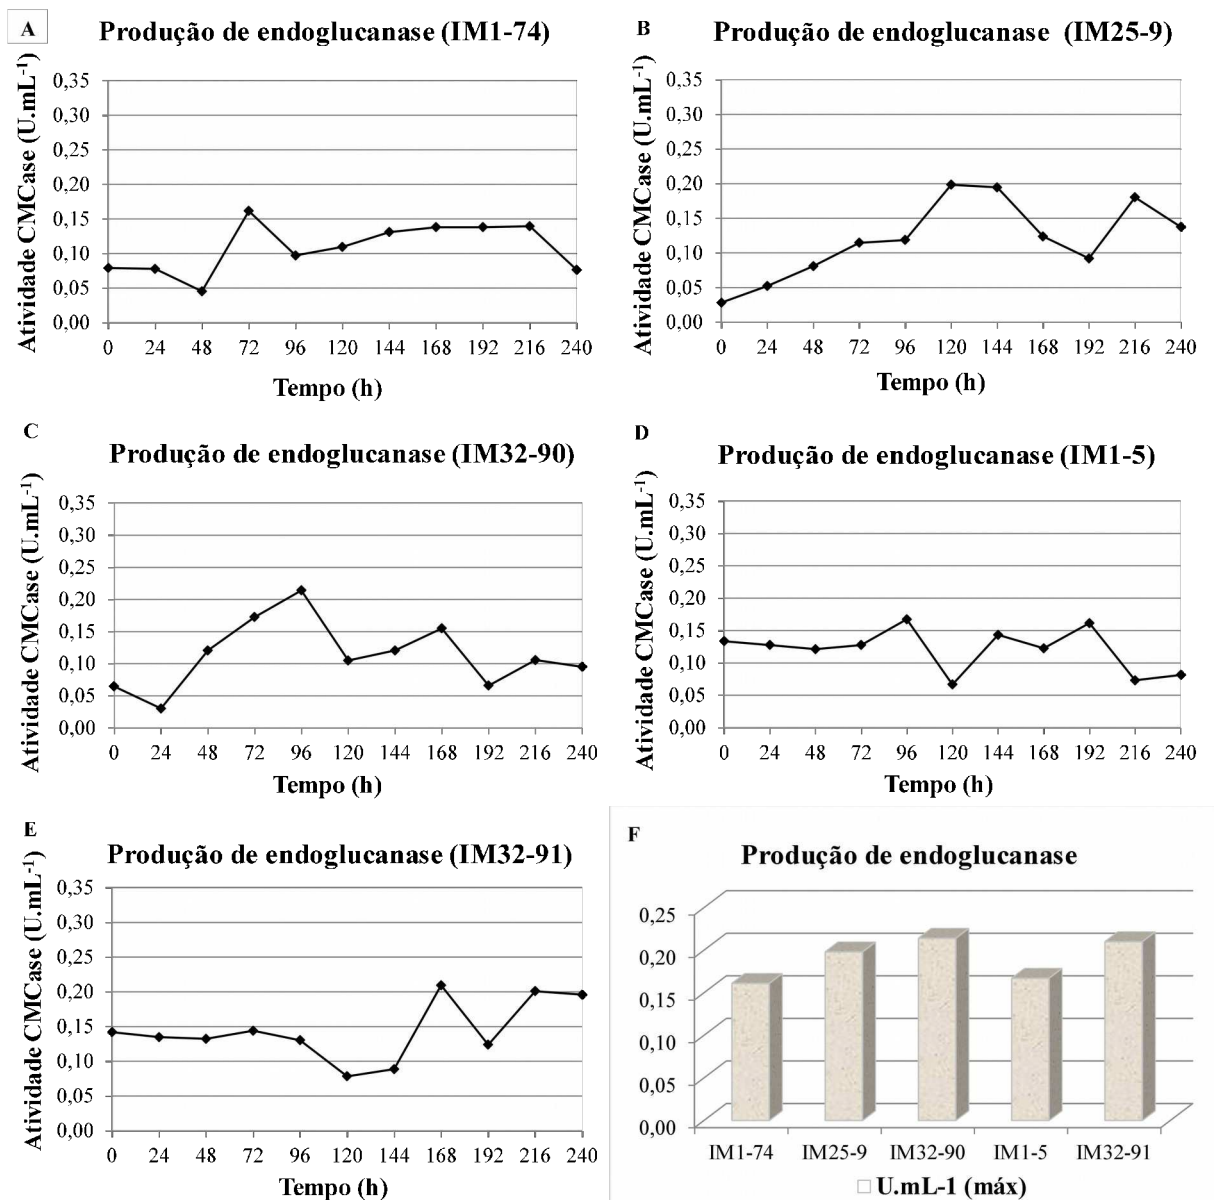 A
Produção de endoglucanase (IM1-74)
Atividade CMCase (U.mL-1)
0,35
0,30
0,25
0,20
0,15
0,10
0,05
0,00
0 24 48 72 96 120 144 168 192 216 240
Tempo (h)
B
Produção de endoglucanase (IM25-9)
Atividade CMCase (U.mL-1)
0,35
0,30
0,25
0,20
0,15
0,10
0,05
0,00
0 24 48 72 96 120 144 168 192 216 240
Tempo (h)
C
Produção de endoglucanase (IM32-90)
Atividade CMCase (U.mL-1)
0,35
0,30
0,25
0,20
0,15
0,10
0,05
0,00
0 24 48 72 96 120 144 168 192 216 240
Tempo (h)
D
Produção de endoglucanase (IM1-5)
Atividade CMCase (U.mL-1)
0,35
0,30
0,25
0,20
0,15
0,10
0,05
0,00
0 24 48 72 96 120 144 168 192 216 240
Tempo (h)
E
Produção de endoglucanase (IM32-91)
Atividade CMCase (U.mL-1)
0,35
0,30
0,25
0,20
0,15
0,10
0,05
0,00
0 24 48 72 96 120 144 168 192 216 240
Tempo (h)
F
Produção de endoglucanase
0,25
0,20
0,15
0,10
0,05
0,00
IM1-74 IM25-9 IM32-90 IM1-5 IM32-91
U.mL-1 (máx)